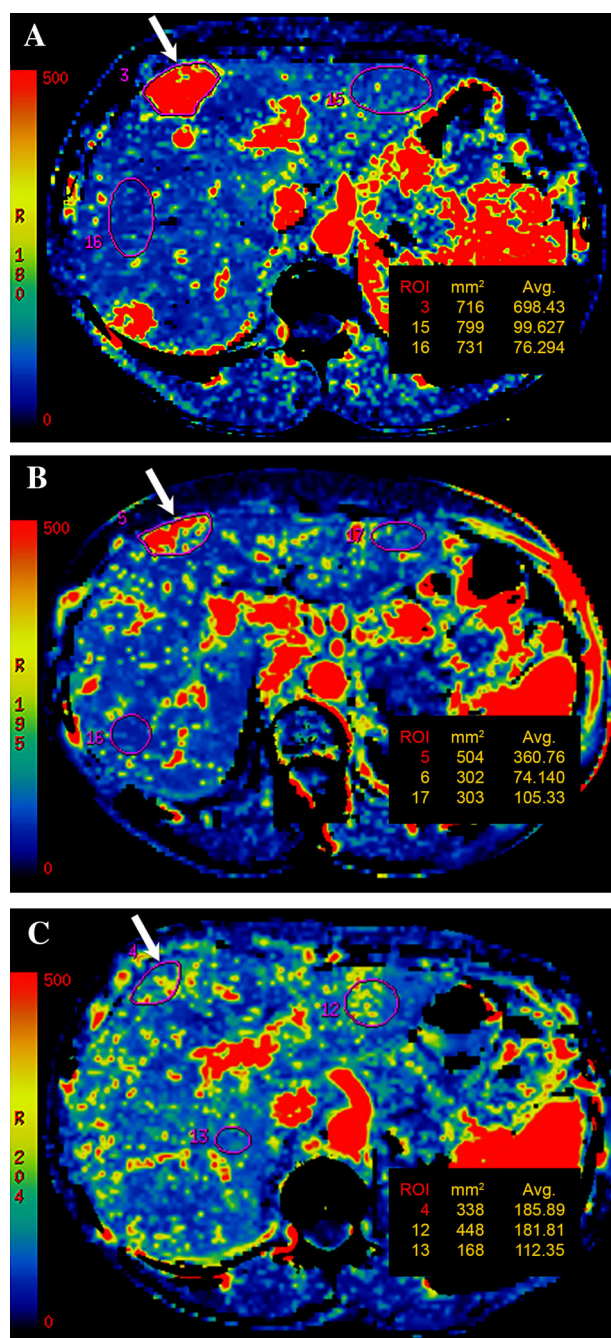 A
500
3
15
16
R 180
0
ROI mm² Avg.
3 716 698.43
15 799 99.627
16 731 76.294
B
500
5
17
16
R 195
0
ROI mm² Avg.
5 504 360.76
6 302 74.140
17 303 105.33
C
500
4
12
13
R 204
0
ROI mm² Avg.
4 338 185.89
12 448 181.81
13 168 112.35